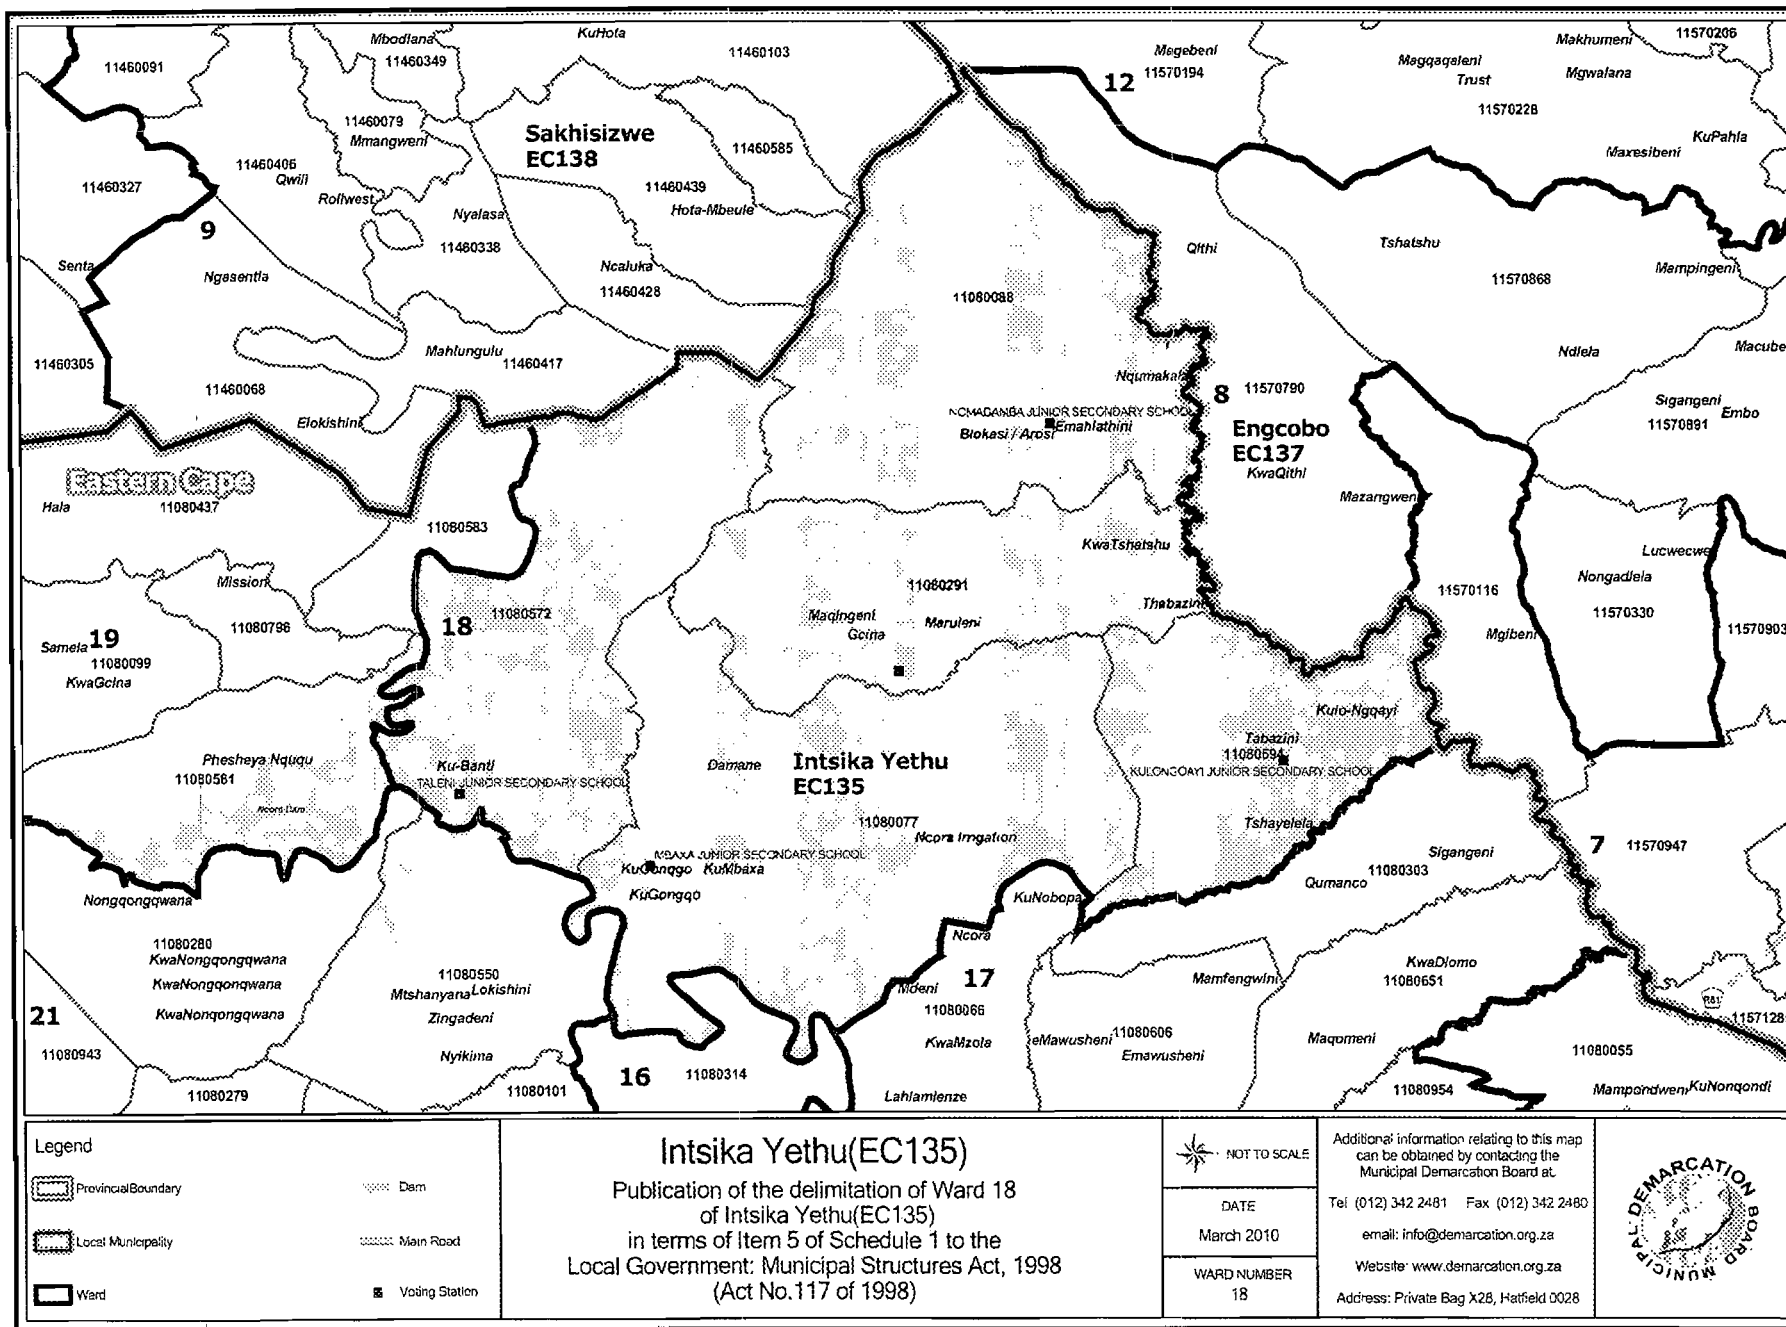 Mbodlana
11460349
KuHota
11460103
11460091
Magebeni
11570194
12
Magqaqaleni
Trust
11570228
Makhumeni
Mgwalana
11570206
KuPahla
Maxesibeni
11460079
Mmangweni
Sakhisizwe
EC138
11460585
11460406
Qwili
Rollwest
11460327
11460439
Hota-Mbeule
Nyalasa
11460338
9
Senta
Ngasentla
Ncaluka
11460428
Qithi
Tshatshu
11570868
Mampingeni
11080088
11460305
Mahlungulu
11460417
11460068
Elokishini
Ndlela
Macube
Nqumakala
8
11570790
Engcobo
EC137
KwaQithi
Sigangeni
Embo
11570891
NOMADANBA JUNIOR SECONDARY SCHOOL
Emahlathini
Blokasi / Arosi
Eastern Cape
Hala
11080437
11080583
Mazangweni
KwaTshatshu
Lucwecwe
Nongadlela
11570330
11570116
11570903
Mgibeni
Mission
11080796
11080572
18
11080291
Maqingeni
Gcina
Maruleni
Thabazini
Samela
19
11080099
KwaGcina
Kulo-Ngqayi
Tabazini
11080594
KULONGQAYI JUNIOR SECONDARY SCHOOL
Tshayelela
Phesheya Nququ
11080561
Ncora Dam
Ku-Banti
TALENI JUNIOR SECONDARY SCHOOL
Damane
Intsika Yethu
EC135
11080077
Ncora Irrigation
MBAXA JUNIOR SECONDARY SCHOOL
KuGongqo
KuMbaxa
KuGongqo
KuNobopa
Ncora
17
Mdeni
11080066
KwaMzola
Lahlamlenze
Sigangeni
11080303
Qumanco
7
11570947
Nongqongqwana
11080280
KwaNongqongqwana
KwaNongqonqwana
KwaNonqongqwana
21
11080943
11080279
11080550
Mtshanyana
Lokishini
Zingadeni
Nyikima
11080101
16
11080314
Mamfengwini
KwaDlomo
11080651
eMawusheni
11080606
Emawusheni
Maqomeni
11080954
R61
11571281
11080055
Mampondweni
KuNonqondi
Legend
Provincial Boundary
Dam
Local Municipality
Main Road
Ward
Voting Station
Intsika Yethu(EC135)
Publication of the delimitation of Ward 18
of Intsika Yethu(EC135)
in terms of Item 5 of Schedule 1 to the
Local Government: Municipal Structures Act, 1998
(Act No.117 of 1998)
NOT TO SCALE
DATE
March 2010
WARD NUMBER
18
Additional information relating to this map
can be obtained by contacting the
Municipal Demarcation Board at:
Tel (012) 342 2481 Fax (012) 342 2480
email: info@demarcation.org.za
Website: www.demarcation.org.za
Address: Private Bag X28, Hatfield 0028
MUNICIPAL DEMARCATION BOARD